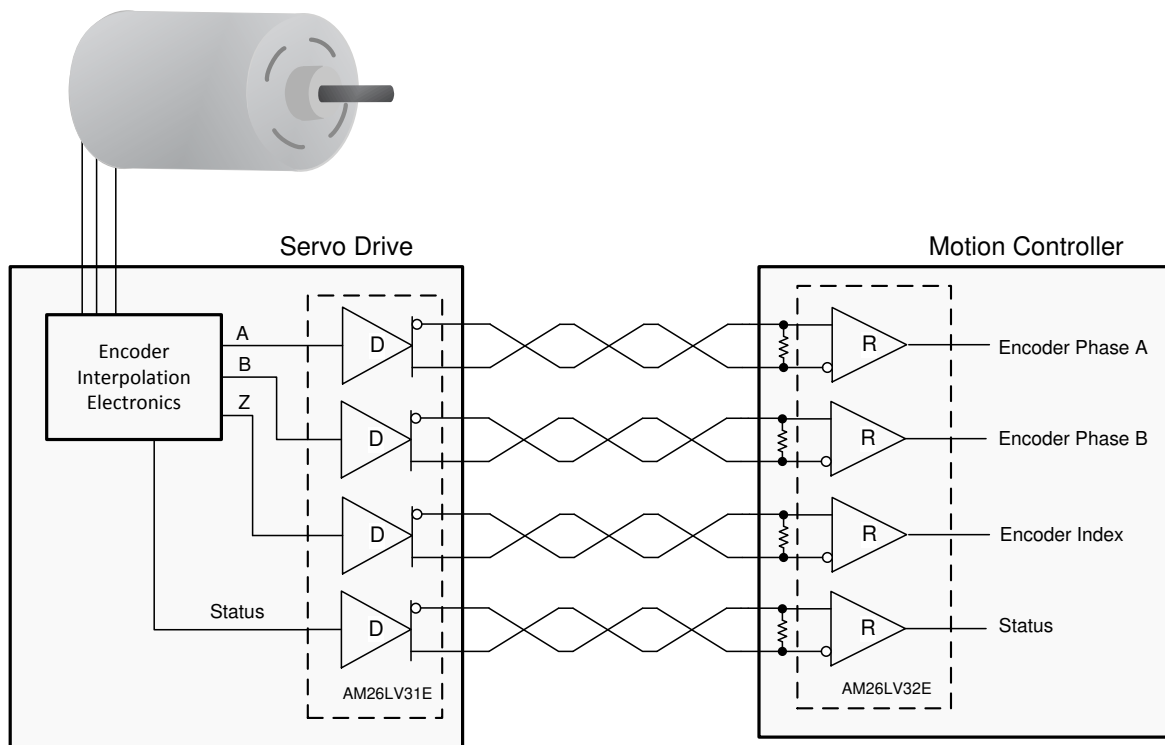 Servo Drive
Motion Controller
Encoder
Interpolation
Electronics
A
B
Z
Status
D
D
D
D
AM26LV31E
R
R
R
R
AM26LV32E
Encoder Phase A
Encoder Phase B
Encoder Index
Status